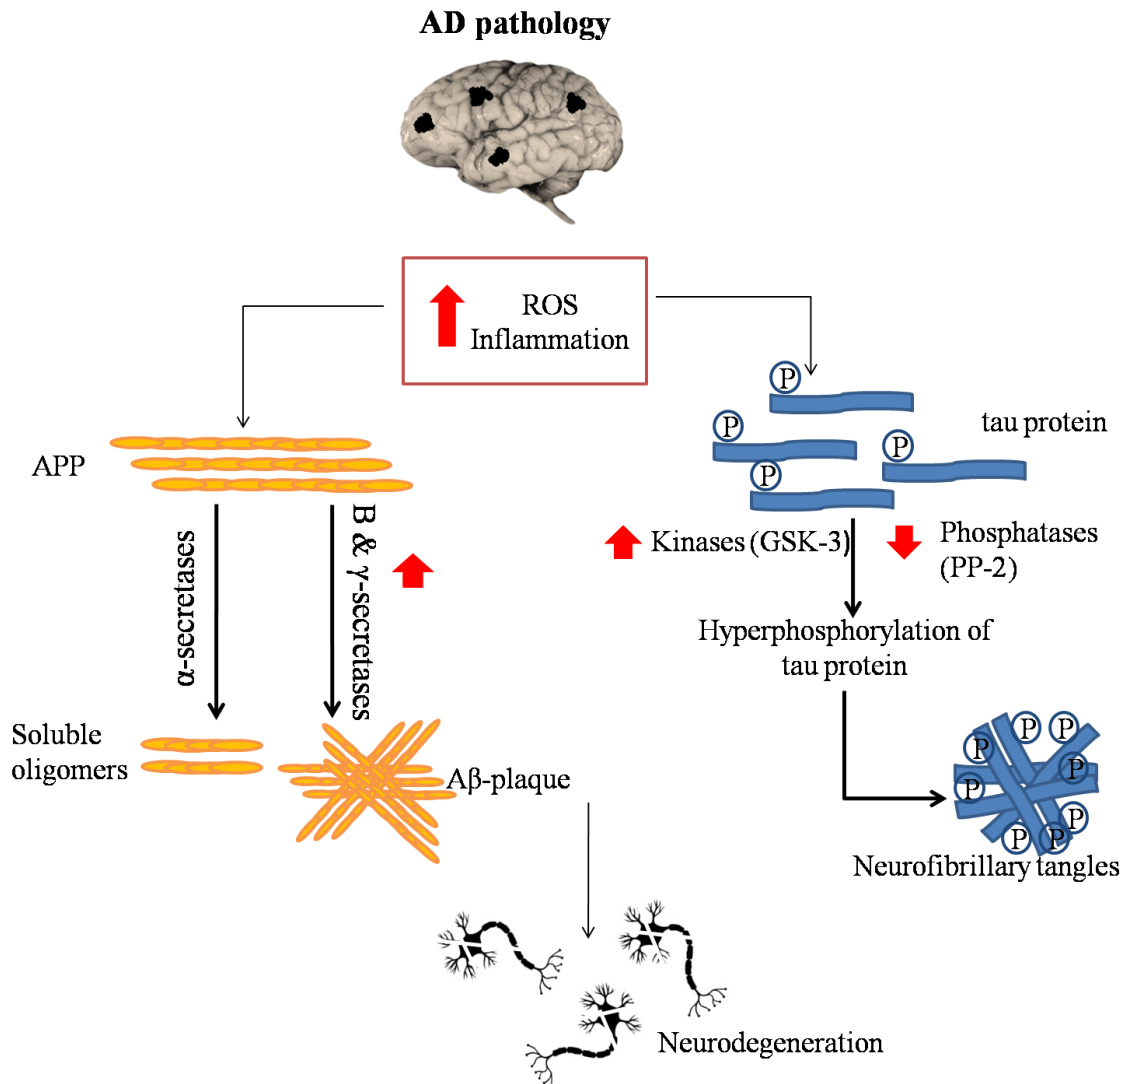 AD pathology
ROS
Inflammation
P
tau protein
P
P
APP
P
B & γ-secretases
Kinases (GSK-3)
Phosphatases
(PP-2)
α-secretases
Hyperphosphorylation of
tau protein
Soluble
oligomers
Aβ-plaque
P
P
P
P
P
P
P
P
Neurofibrillary tangles
Neurodegeneration